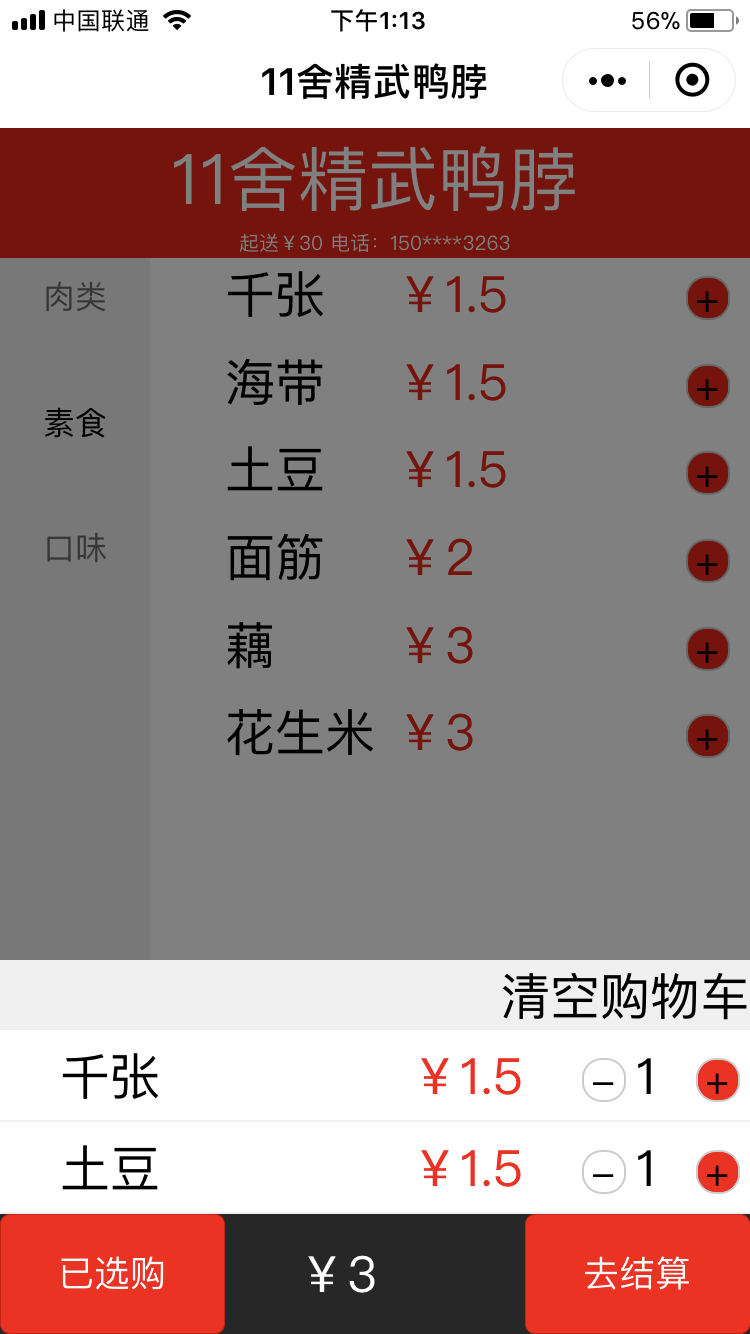 中国联通 下午1:13 56%
11舍精武鸭脖
11舍精武鸭脖
起送￥30 电话：150****3263
肉类
素食
口味
千张 ￥1.5 +
海带 ￥1.5 +
土豆 ￥1.5 +
面筋 ￥2 +
藕 ￥3 +
花生米 ￥3 +
清空购物车
千张 ￥1.5 － 1 +
土豆 ￥1.5 － 1 +
已选购 ￥3 去结算